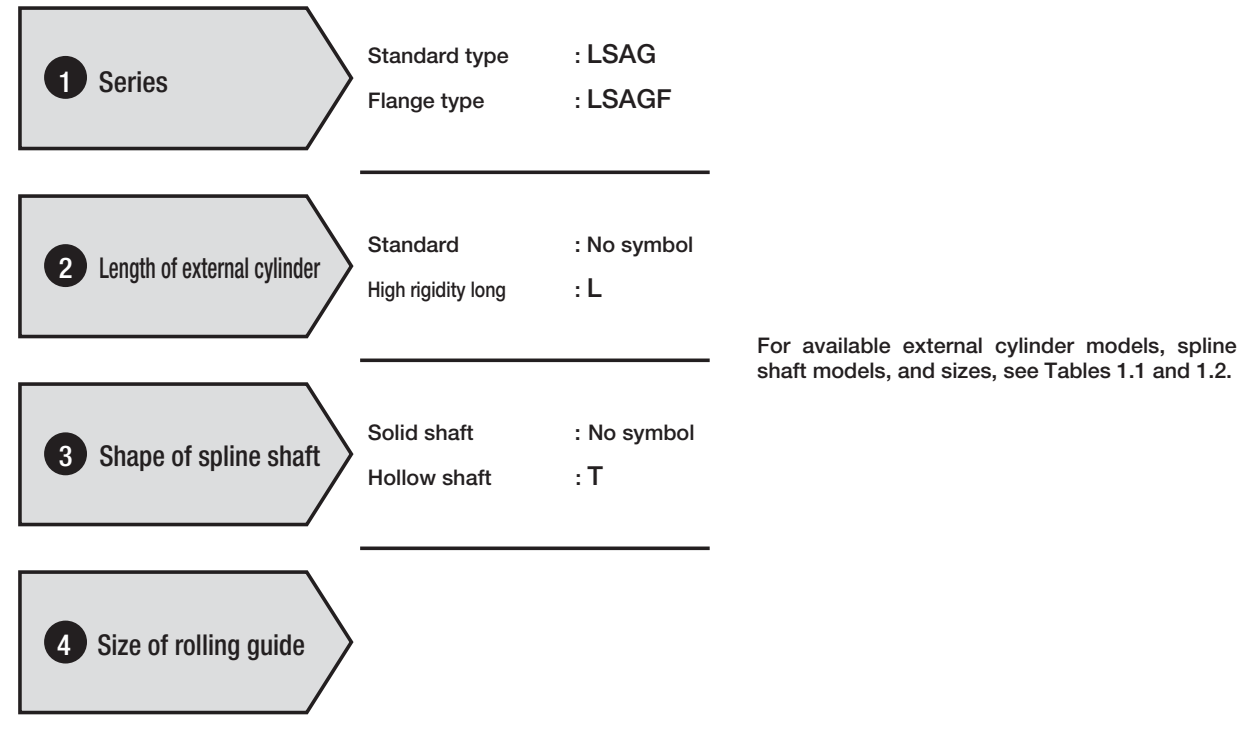 1 Series
Standard type : LSAG
Flange type : LSAGF
2 Length of external cylinder
Standard : No symbol
High rigidity long : L
For available external cylinder models, spline
shaft models, and sizes, see Tables 1.1 and 1.2.
3 Shape of spline shaft
Solid shaft : No symbol
Hollow shaft : T
4 Size of rolling guide